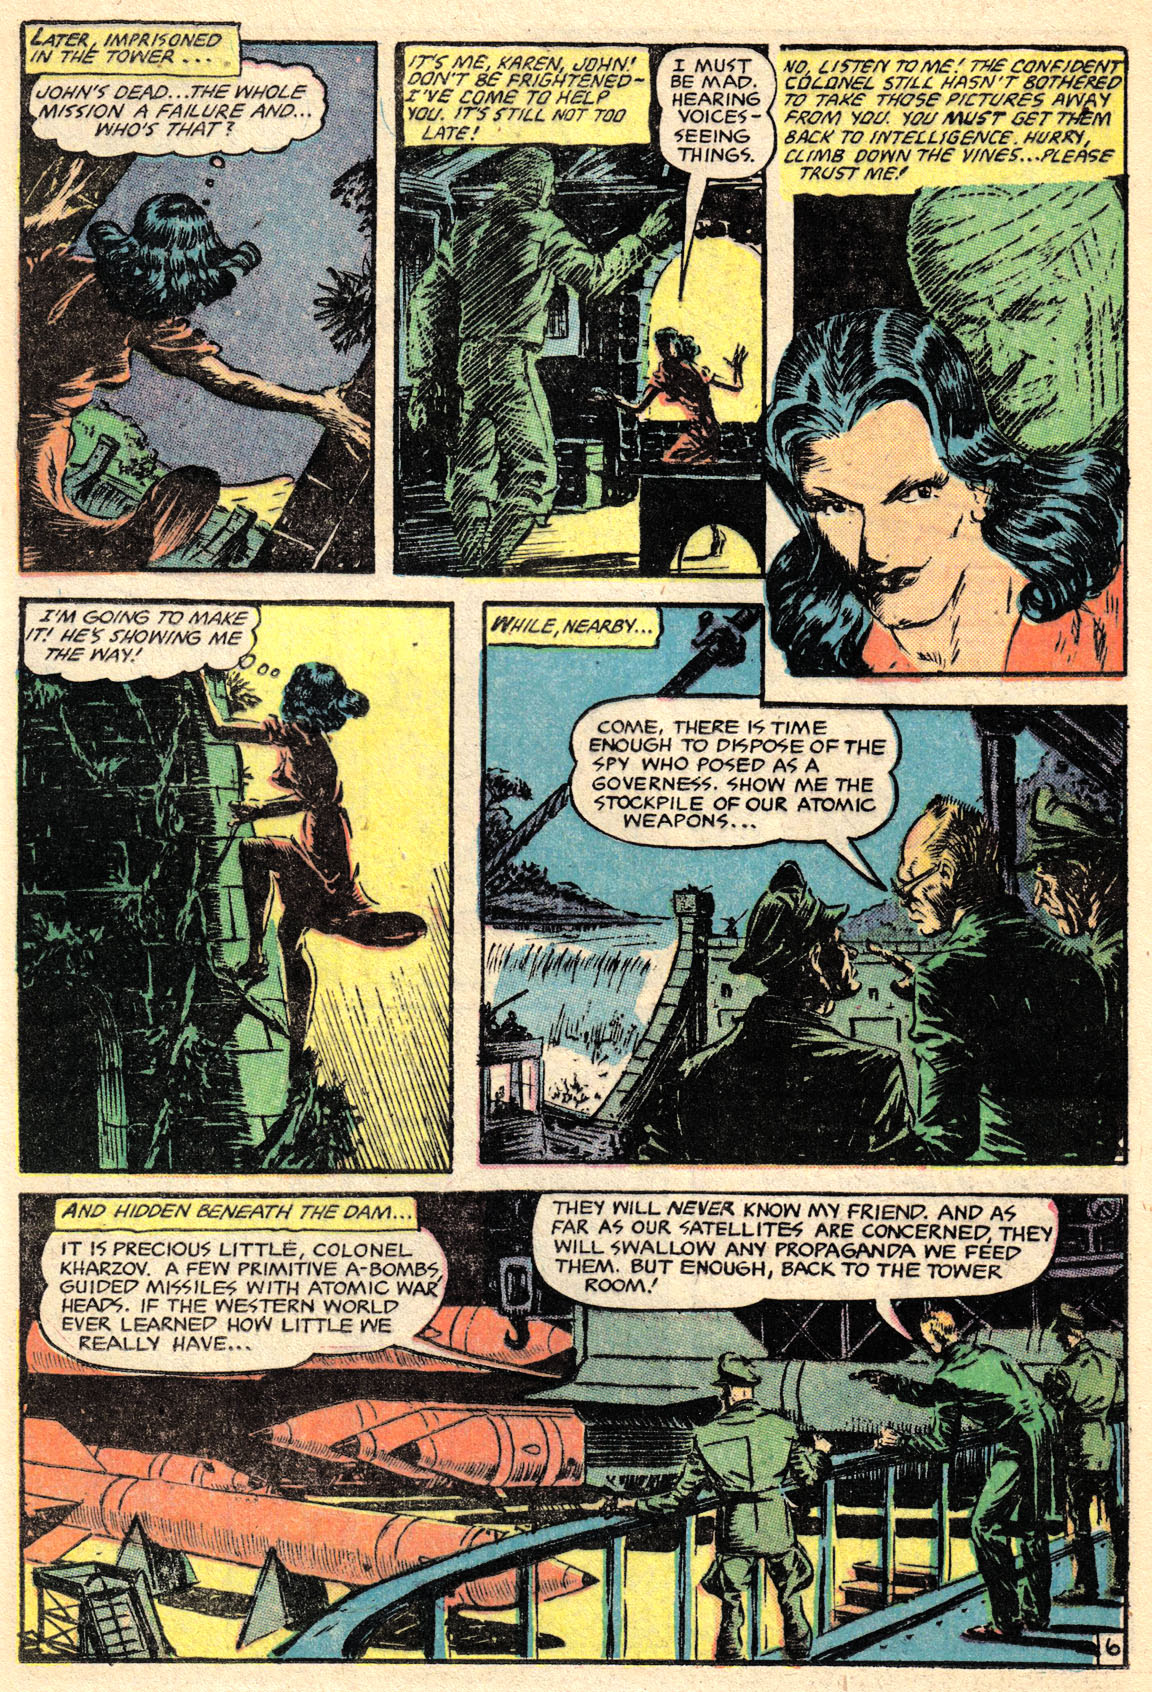 LATER, IMPRISONED
IN THE TOWER...
JOHN'S DEAD...THE WHOLE
MISSION A FAILURE AND...
WHO'S THAT?
IT'S ME, KAREN, JOHN!
DON'T BE FRIGHTENED-
I'VE COME TO HELP
YOU. IT'S STILL NOT TOO
LATE!
I MUST
BE MAD.
HEARING
VOICES-
SEEING
THINGS.
NO, LISTEN TO ME! THE CONFIDENT
COLONEL STILL HASN'T BOTHERED
TO TAKE THOSE PICTURES AWAY
FROM YOU. YOU MUST GET THEM
BACK TO INTELLIGENCE. HURRY,
CLIMB DOWN THE VINES...PLEASE
TRUST ME!
I'M GOING TO MAKE
IT! HE'S SHOWING ME
THE WAY!
WHILE, NEARBY...
COME, THERE IS TIME
ENOUGH TO DISPOSE OF THE
SPY WHO POSED AS A
GOVERNESS. SHOW ME THE
STOCKPILE OF OUR ATOMIC
WEAPONS...
AND HIDDEN BENEATH THE DAM...
IT IS PRECIOUS LITTLE, COLONEL
KHARZOV. A FEW PRIMITIVE A-BOMBS,
GUIDED MISSILES WITH ATOMIC WAR
HEADS. IF THE WESTERN WORLD
EVER LEARNED HOW LITTLE WE
REALLY HAVE...
THEY WILL NEVER KNOW MY FRIEND. AND AS
FAR AS OUR SATELLITES ARE CONCERNED, THEY
WILL SWALLOW ANY PROPAGANDA WE FEED
THEM. BUT ENOUGH, BACK TO THE TOWER
ROOM!
6